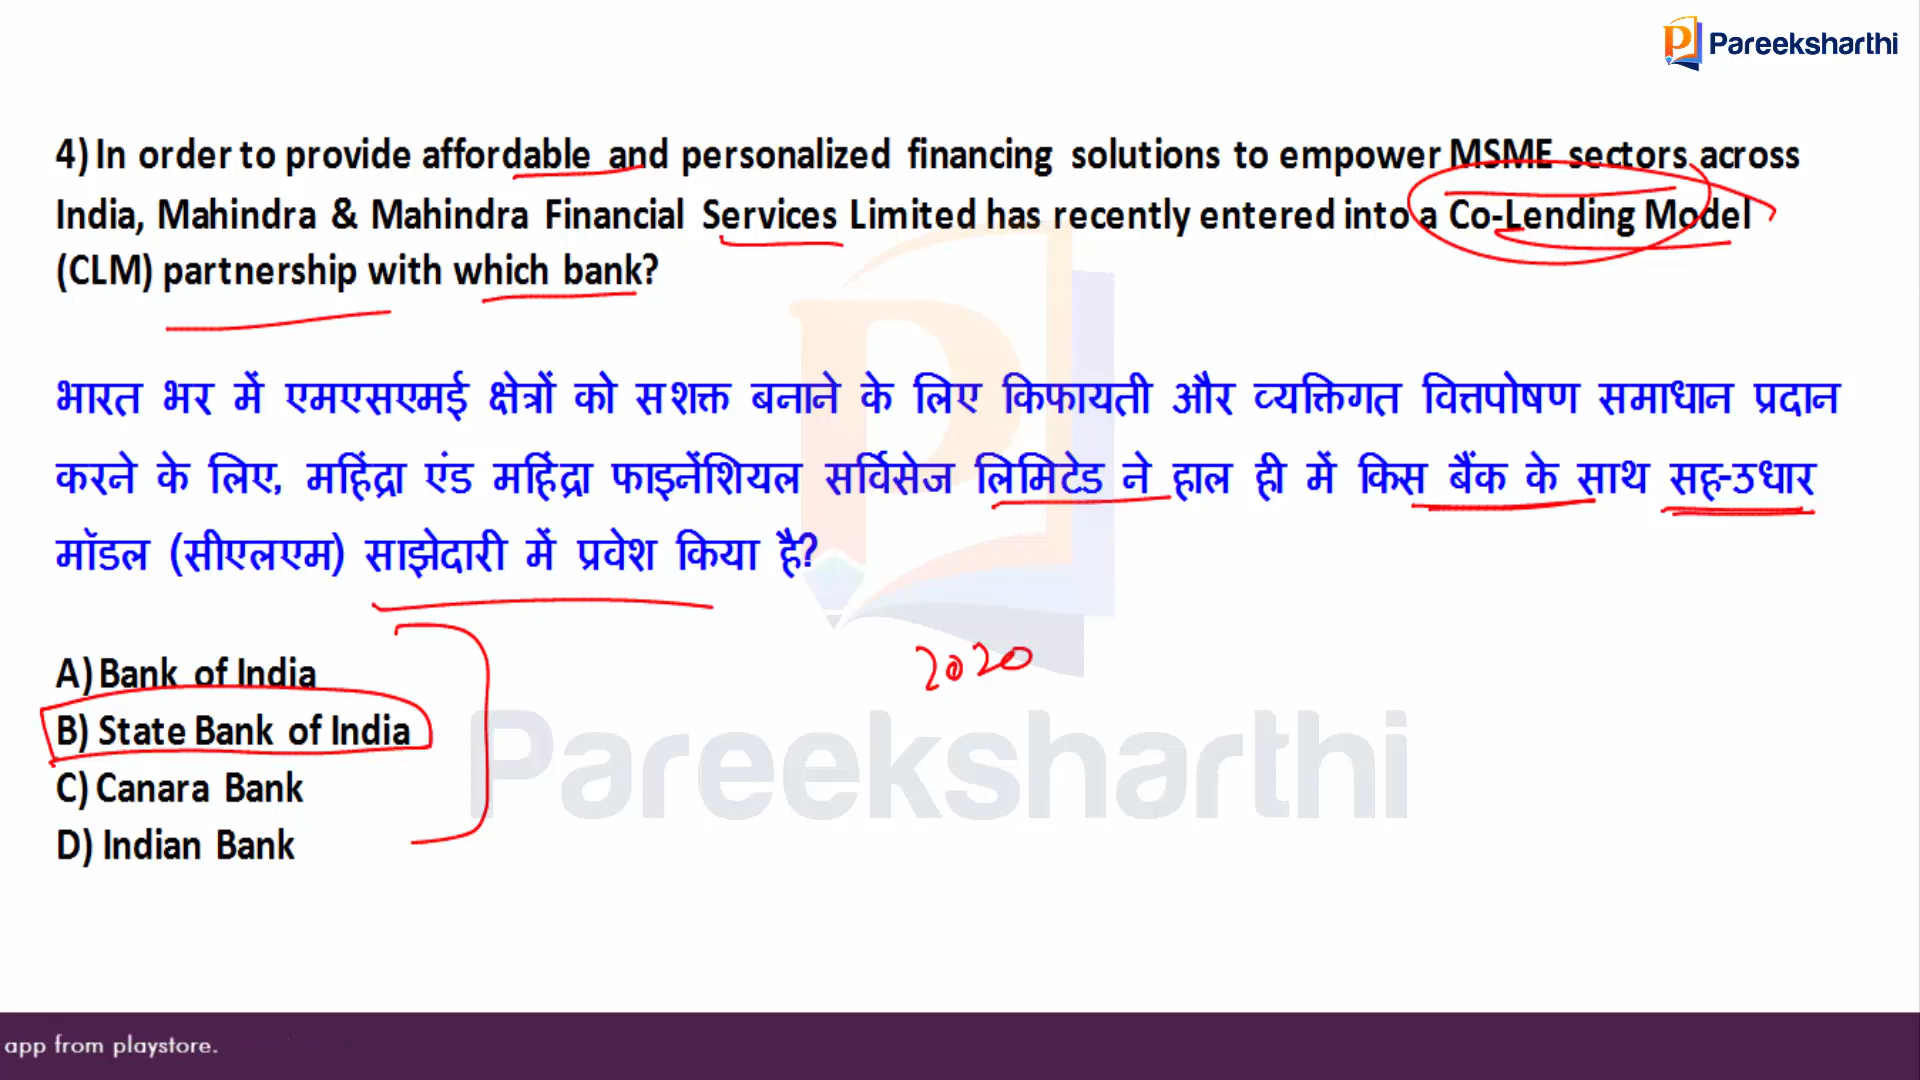 Pareeksharthi
4) In order to provide affordable and personalized financing solutions to empower MSME sectors across
India, Mahindra & Mahindra Financial Services Limited has recently entered into a Co-Lending Model
(CLM) partnership with which bank?
भारत भर में एमएसएमई क्षेत्रों को सशक्त बनाने के लिए किफायती और व्यक्तिगत वित्तपोषण समाधान प्रदान
करने के लिए, महिंद्रा एंड महिंद्रा फाइनेंशियल सर्विसेज लिमिटेड ने हाल ही में किस बैंक के साथ सह-उधार
मॉडल (सीएलएम) साझेदारी में प्रवेश किया है?
2020
A) Bank of India
B) State Bank of India
C) Canara Bank
D) Indian Bank
Pareeksharthi
app from playstore.